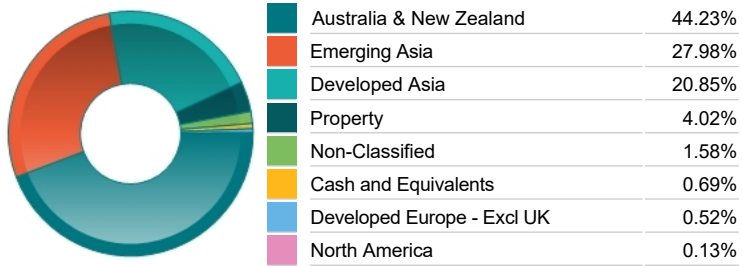 Australia & New Zealand 44.23%
Emerging Asia 27.98%
Developed Asia 20.85%
Property 4.02%
Non-Classified 1.58%
Cash and Equivalents 0.69%
Developed Europe - Excl UK 0.52%
North America 0.13%